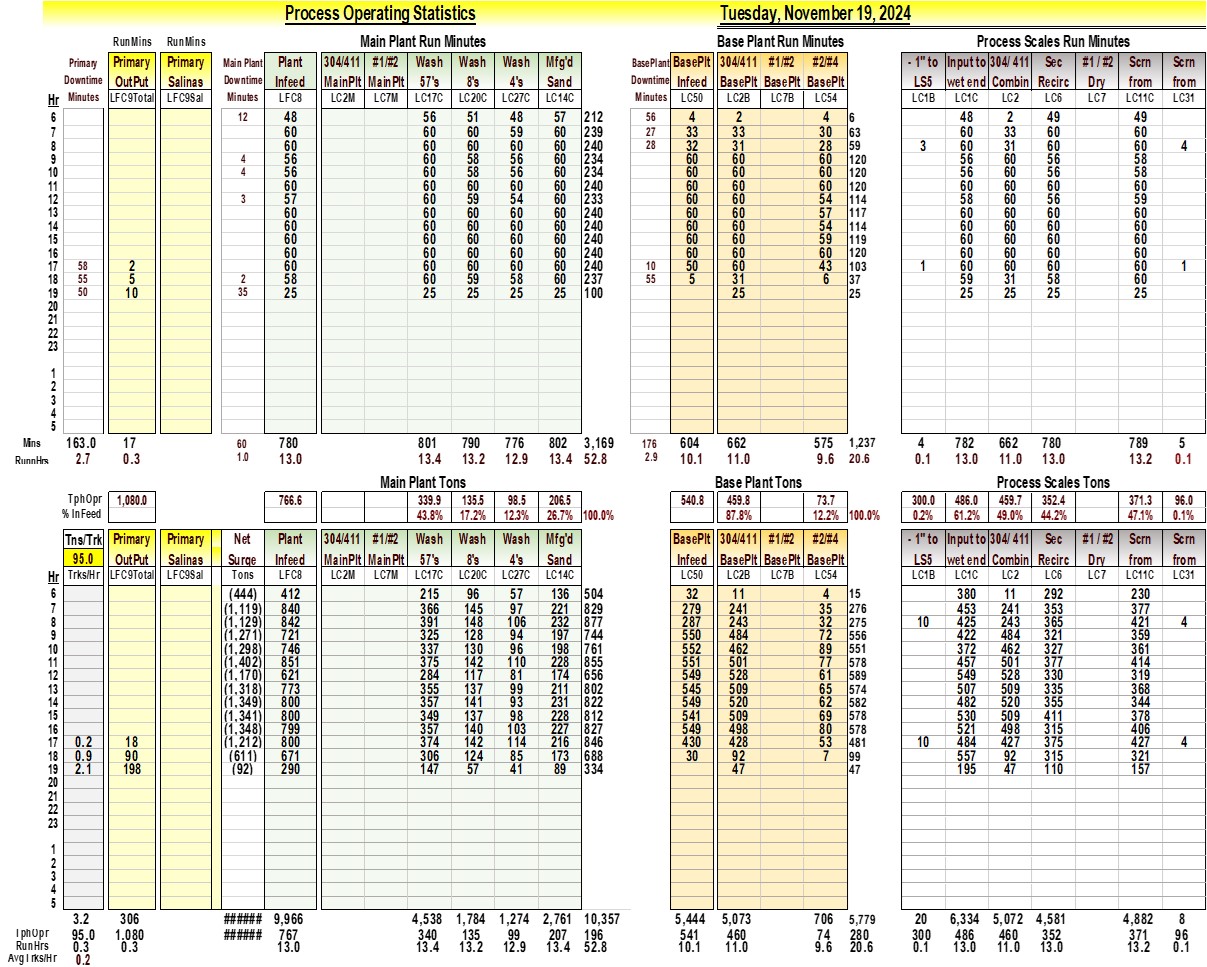 Process Operating Statistics Tuesday, November 19, 2024
RunMins RunMins Main Plant Run Minutes Base Plant Run Minutes Process Scales Run Minutes
Primary Primary Primary Main Plant Plant 304/411 #1/#2 Wash Wash Wash Mfg'd BasePlant BasePlt 304/411 #1/#2 #2/#4 - 1" to Input to 304/ 411 Sec #1 / #2 Scrn Scrn
Downtime OutPut Salinas Downtime Infeed MainPlt MainPlt 57's 8's 4's Sand Downtime Infeed BasePlt BasePlt BasePlt LS5 wet end Combin Recirc Dry from from
Hr Minutes LFC9Total LFC9Sal Minutes LFC8 LC2M LC7M LC17C LC20C LC27C LC14C Minutes LC50 LC2B LC7B LC54 LC1B LC1C LC2 LC6 LC7 LC11C LC31
6 12 48 56 51 48 57 212 56 4 2 4 6 48 2 49 49
7 60 60 60 59 60 239 27 33 33 30 63 60 33 60 60
8 60 60 60 60 60 240 28 32 31 28 59 3 60 31 60 60 4
9 4 56 60 58 56 60 234 60 60 60 120 56 60 56 58
10 4 56 60 58 56 60 234 60 60 60 120 56 60 56 58
11 60 60 60 60 60 240 60 60 60 120 60 60 60 60
12 3 57 60 59 54 60 233 60 60 54 114 58 60 56 59
13 60 60 60 60 60 240 60 60 57 117 60 60 60 60
14 60 60 60 60 60 240 60 60 54 114 60 60 60 60
15 60 60 60 60 60 240 60 60 59 119 60 60 60 60
16 60 60 60 60 60 240 60 60 60 120 60 60 60 60
17 58 2 60 60 60 60 60 240 10 50 60 43 103 1 60 60 60 60 1
18 55 5 2 58 60 59 58 60 237 55 5 31 6 37 59 31 58 60
19 50 10 35 25 25 25 25 25 100 25 25 25 25 25 25
20
21
22
23
1
2
3
4
5
Mins 163.0 17 60 780 801 790 776 802 3,169 176 604 662 575 1,237 4 782 662 780 789 5
RunnHrs 2.7 0.3 1.0 13.0 13.4 13.2 12.9 13.4 52.8 2.9 10.1 11.0 9.6 20.6 0.1 13.0 11.0 13.0 13.2 0.1
Main Plant Tons Base Plant Tons Process Scales Tons
TphOpr 1,080.0 766.6 339.9 135.5 98.5 206.5 540.8 459.8 73.7 300.0 486.0 459.7 352.4 371.3 96.0
% InFeed 43.8% 17.2% 12.3% 26.7% 100.0% 87.8% 12.2% 100.0% 0.2% 61.2% 49.0% 44.2% 47.1% 0.1%
Tns/Trk Primary Primary Net Plant 304/411 #1/#2 Wash Wash Wash Mfg'd BasePlt 304/411 #1/#2 #2/#4 - 1" to Input to 304/ 411 Sec #1 / #2 Scrn Scrn
95.0 OutPut Salinas Surge Infeed MainPlt MainPlt 57's 8's 4's Sand Infeed BasePlt BasePlt BasePlt LS5 wet end Combin Recirc Dry from from
Hr Trks/Hr LFC9Total LFC9Sal Tons LFC8 LC2M LC7M LC17C LC20C LC27C LC14C LC50 LC2B LC7B LC54 LC1B LC1C LC2 LC6 LC7 LC11C LC31
6 (444) 412 215 96 57 136 504 32 11 4 15 380 11 292 230
7 (1,119) 840 366 145 97 221 829 279 241 35 276 453 241 353 377
8 (1,129) 842 391 148 106 232 877 287 243 32 275 10 425 243 365 421 4
9 (1,271) 721 325 128 94 197 744 550 484 72 556 422 484 321 359
10 (1,298) 746 337 130 96 198 761 552 462 89 551 372 462 327 361
11 (1,402) 851 375 142 110 228 855 551 501 77 578 457 501 377 414
12 (1,170) 621 284 117 81 174 656 549 528 61 589 549 528 330 319
13 (1,318) 773 355 137 99 211 802 545 509 65 574 507 509 335 368
14 (1,349) 800 357 141 93 231 822 549 520 62 582 482 520 355 344
15 (1,341) 800 349 137 98 228 812 541 509 69 578 530 509 411 378
16 (1,348) 799 357 140 103 227 827 549 498 80 578 521 498 315 406
17 0.2 18 (1,212) 800 374 142 114 216 846 430 428 53 481 10 484 427 375 427 4
18 0.9 90 (611) 671 306 124 85 173 688 30 92 7 99 557 92 315 321
19 2.1 198 (92) 290 147 57 41 89 334 47 47 195 47 110 157
20
21
22
23
1
2
3
4
5
3.2 306 ###### 9,966 4,538 1,784 1,274 2,761 10,357 5,444 5,073 706 5,779 20 6,334 5,072 4,581 4,882 8
TphOpr 95.0 1,080 ###### 767 340 135 99 207 196 541 460 74 280 300 486 460 352 371 96
RunHrs 0.3 0.3 13.0 13.4 13.2 12.9 13.4 52.8 10.1 11.0 9.6 20.6 0.1 13.0 11.0 13.0 13.2 0.1
AvgTrks/Hr 0.2